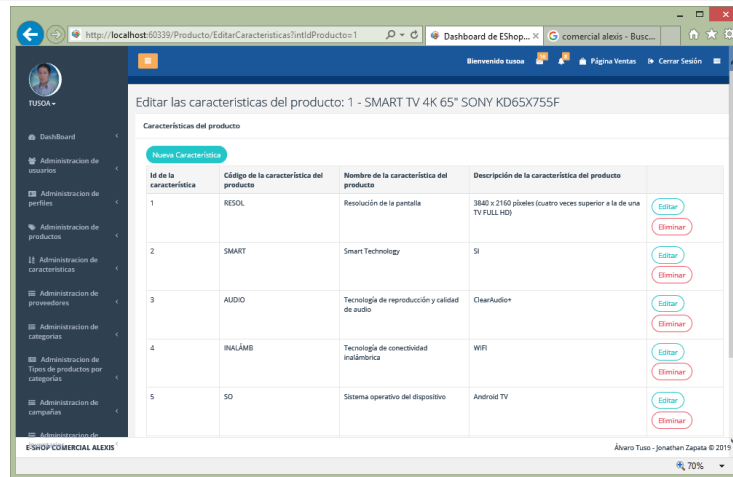 http://localhost:60339/Producto/EditarCaracteristicas?intIdProducto=1
Dashboard de EShop...
comercial alexis - Busc...
Bienvenido tusoa
Página Ventas
Cerrar Sesión
TUSOA
Editar las caracteristicas del producto: 1 - SMART TV 4K 65" SONY KD65X755F
Características del producto
Nueva Característica
DashBoard
Administracion de
usuarios
Administracion de
perfiles
Administracion de
productos
Administracion de
caracteristicas
Administracion de
proveedores
Administracion de
categorias
Administracion de
Tipos de productos por
categorías
Administracion de
campañas
Administracion de
Id de la
característica
Código de la característica del
producto
Nombre de la característica del
producto
Descripción de la característica del producto
1
RESOL
Resolución de la pantalla
3840 x 2160 píxeles (cuatro veces superior a la de una
TV FULL HD)
Editar
Eliminar
2
SMART
Smart Technology
SI
Editar
Eliminar
3
AUDIO
Tecnología de reproducción y calidad
de audio
ClearAudio+
Editar
Eliminar
4
INALÁMB
Tecnología de conectividad
inalámbrica
WIFI
Editar
Eliminar
5
SO
Sistema operativo del dispositivo
Android TV
Editar
Eliminar
E-SHOP COMERCIAL ALEXIS
Álvaro Tuso - Jonathan Zapata © 2019
70%